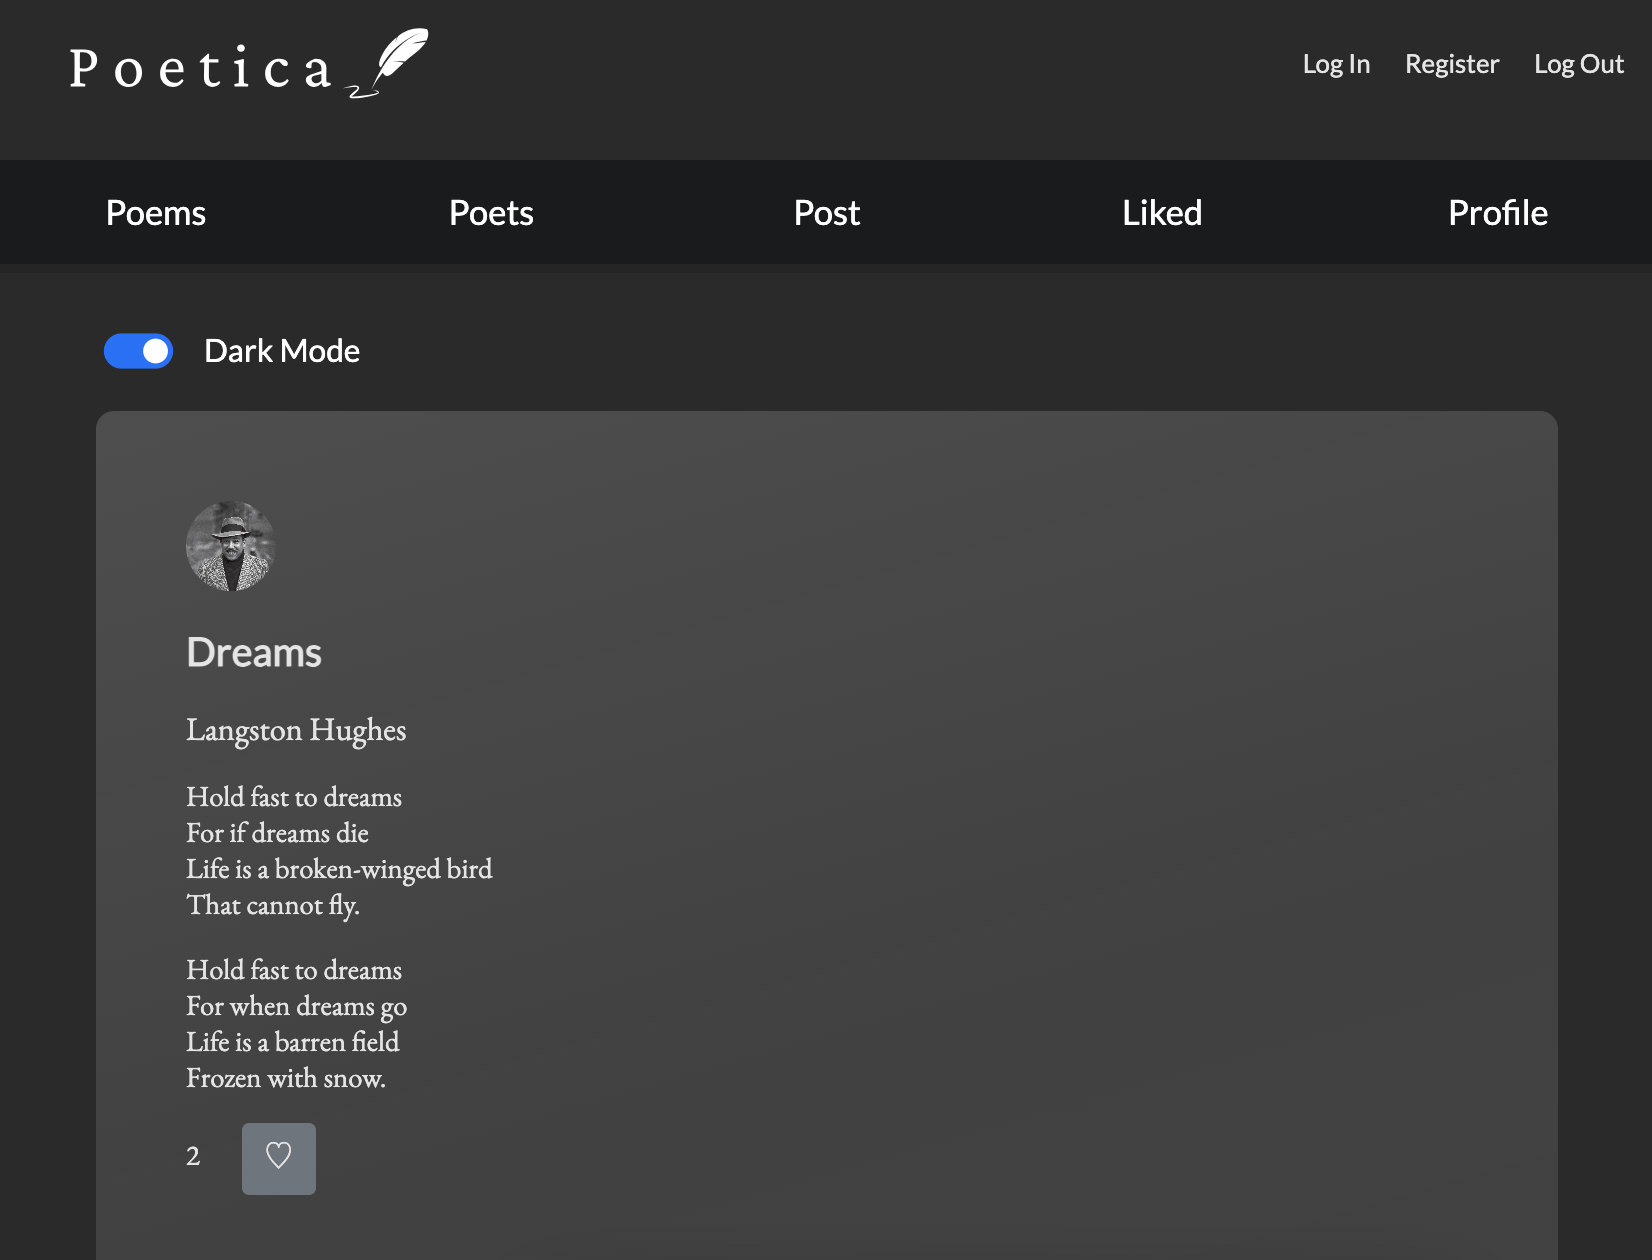 Poetica
Log In
Register
Log Out
Poems
Poets
Post
Liked
Profile
Dark Mode
Dreams
Langston Hughes
Hold fast to dreams
For if dreams die
Life is a broken-winged bird
That cannot fly.
Hold fast to dreams
For when dreams go
Life is a barren field
Frozen with snow.
2